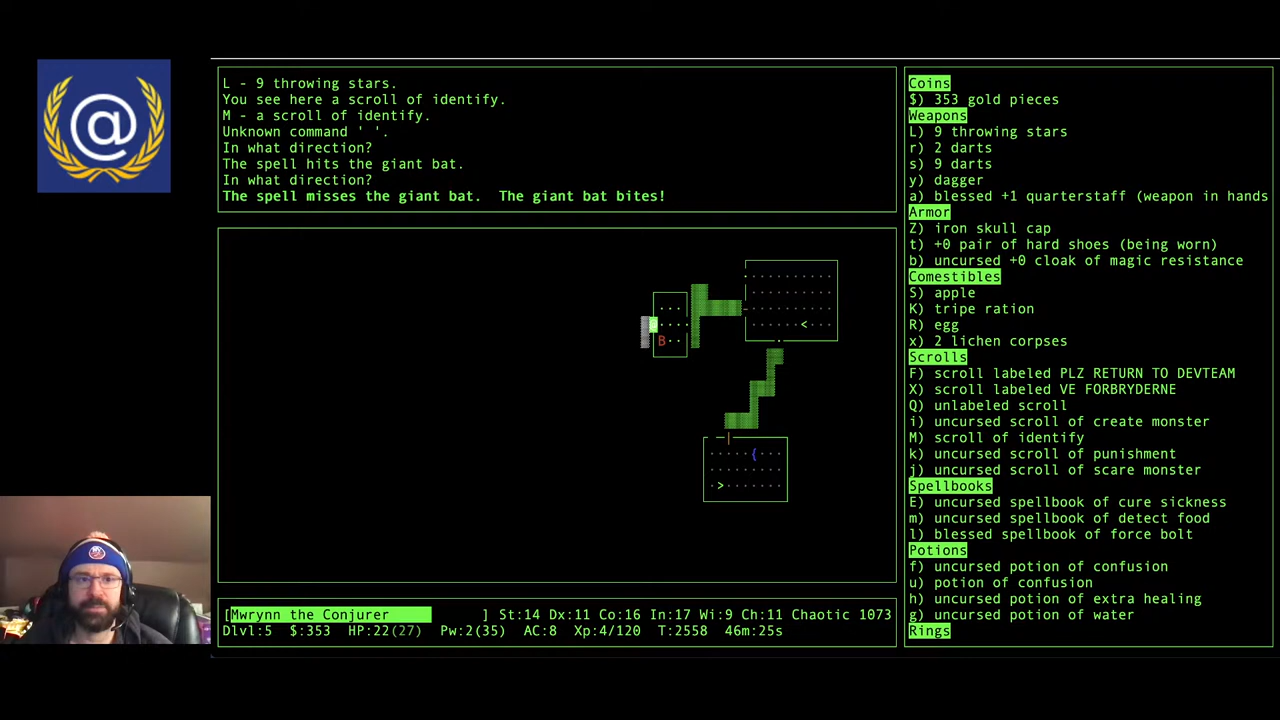 @
L - 9 throwing stars.
You see here a scroll of identify.
M - a scroll of identify.
Unknown command ' '.
In what direction?
The spell hits the giant bat.
In what direction?
The spell misses the giant bat.  The giant bat bites!
<
@
B
{
>
[Mwrynn the Conjurer ] St:14 Dx:11 Co:16 In:17 Wi:9 Ch:11 Chaotic 1073
Dlvl:5 $:353 HP:22(27) Pw:2(35) AC:8 Xp:4/120 T:2558 46m:25s
Coins
$) 353 gold pieces
Weapons
L) 9 throwing stars
r) 2 darts
s) 9 darts
y) dagger
a) blessed +1 quarterstaff (weapon in hands
Armor
Z) iron skull cap
t) +0 pair of hard shoes (being worn)
b) uncursed +0 cloak of magic resistance
Comestibles
S) apple
K) tripe ration
R) egg
x) 2 lichen corpses
Scrolls
F) scroll labeled PLZ RETURN TO DEVTEAM
X) scroll labeled VE FORBRYDERNE
Q) unlabeled scroll
i) uncursed scroll of create monster
M) scroll of identify
k) uncursed scroll of punishment
j) uncursed scroll of scare monster
Spellbooks
E) uncursed spellbook of cure sickness
m) uncursed spellbook of detect food
l) blessed spellbook of force bolt
Potions
f) uncursed potion of confusion
u) potion of confusion
h) uncursed potion of extra healing
g) uncursed potion of water
Rings